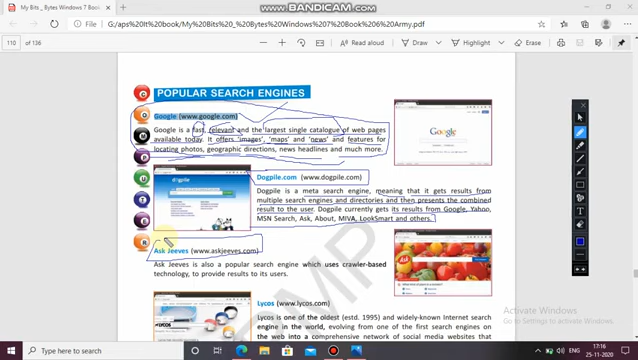 My Bits _ Bytes Windows 7 Book
WWW.BANDICAM.COM
File
G:/aps It book/My%20Bits%20_%20Bytes%20Windows%207%20Book%206%20Army.pdf
110 of 136
Read aloud
Draw
Highlight
Erase
POPULAR SEARCH ENGINES
Google (www.google.com)
Google is a fast, relevant and the largest single catalogue of web pages
available today. It offers 'images', 'maps' and 'news' and features for
locating photos, geographic directions, news headlines and much more.
Google
dogpile
Dogpile.com (www.dogpile.com)
Dogpile is a meta search engine, meaning that it gets results from
multiple search engines and directories and then presents the combined
result to the user. Dogpile currently gets its results from Google, Yahoo,
MSN Search, Ask, About, MIVA, LookSmart and others.
Ask Jeeves (www.askjeeves.com)
Ask Jeeves is also a popular search engine which uses crawler-based
technology, to provide results to its users.
Lycos (www.lycos.com)
Lycos is one of the oldest (estd. 1995) and widely-known Internet search
engine in the world, evolving from one of the first search engines on
the web into a comprehensive network of social media websites that
LYCOS
C
O
M
P
U
T
E
R
Activate Windows
Go to Settings to activate Windows.
Type here to search
ENG
17:16
25-11-2020